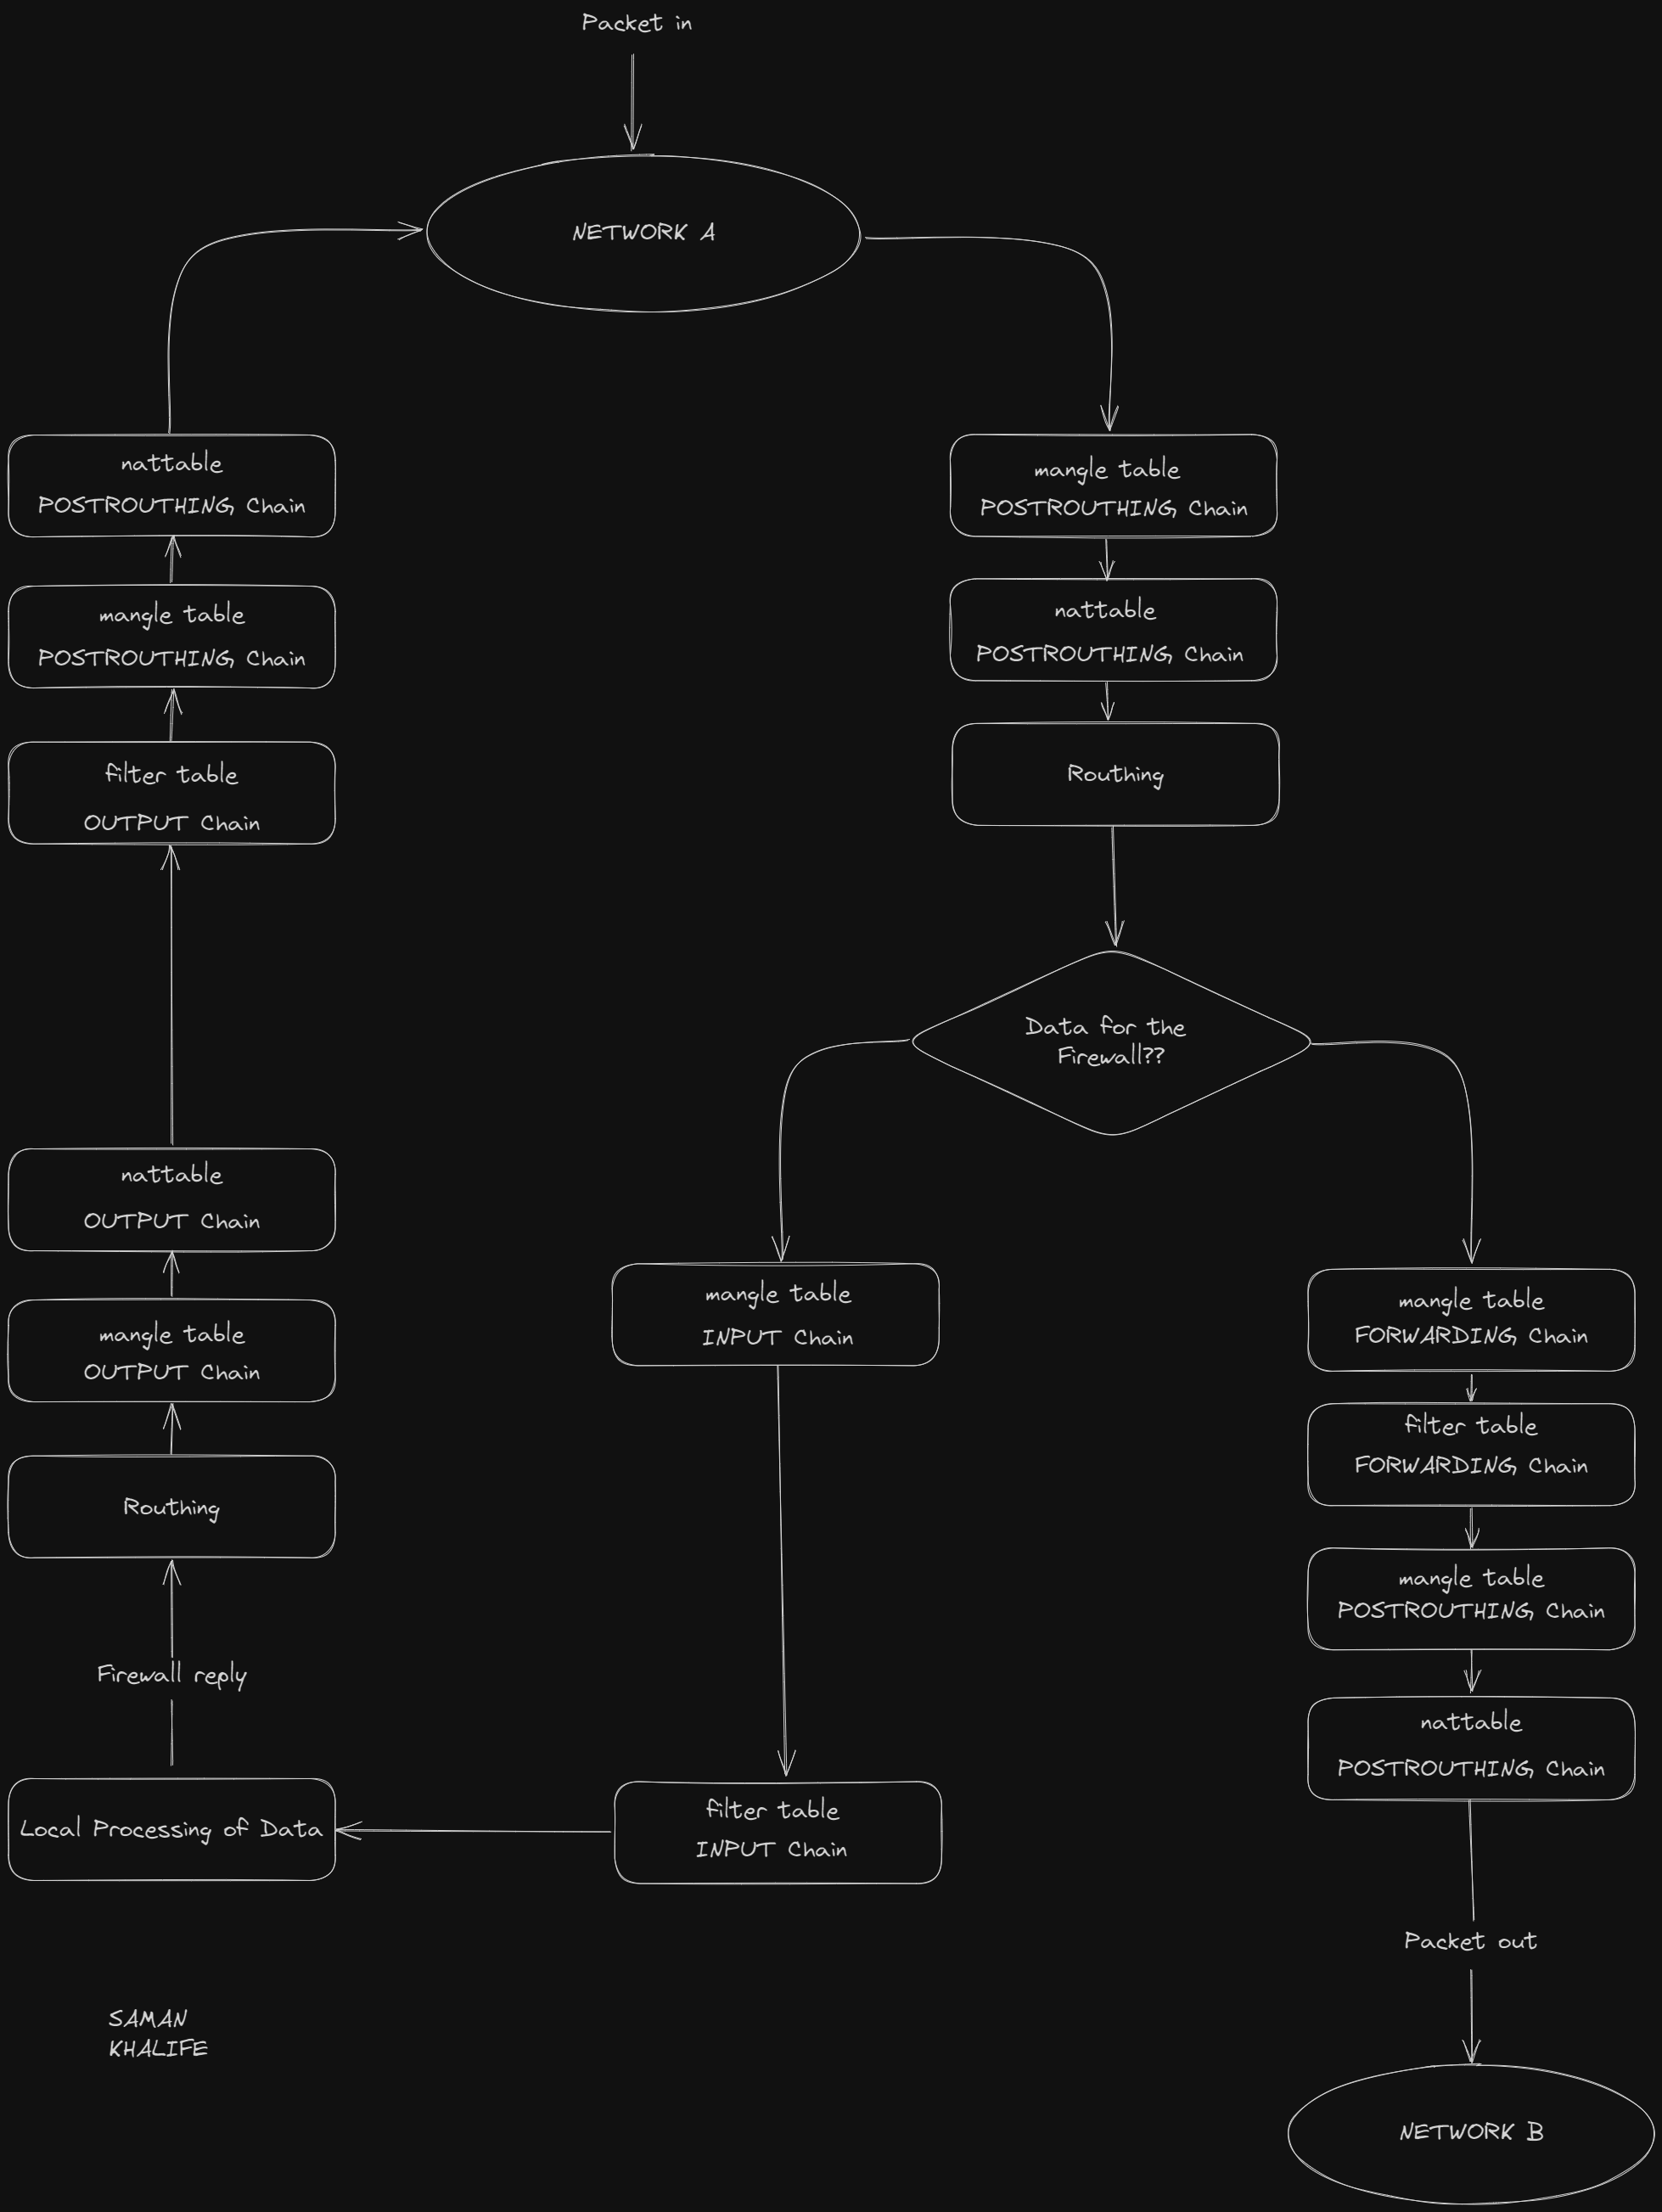 Packet in
NETWORK A
nattable
POSTROUTHING Chain
mangle table
POSTROUTHING Chain
filter table
OUTPUT Chain
nattable
OUTPUT Chain
mangle table
OUTPUT Chain
Routhing
Firewall reply
Local Processing of Data
mangle table
POSTROUTHING Chain
nattable
POSTROUTHING Chain
Routhing
Data for the
Firewall??
mangle table
INPUT Chain
filter table
INPUT Chain
mangle table
FORWARDING Chain
filter table
FORWARDING Chain
mangle table
POSTROUTHING Chain
nattable
POSTROUTHING Chain
Packet out
NETWORK B
SAMAN
KHALIFE